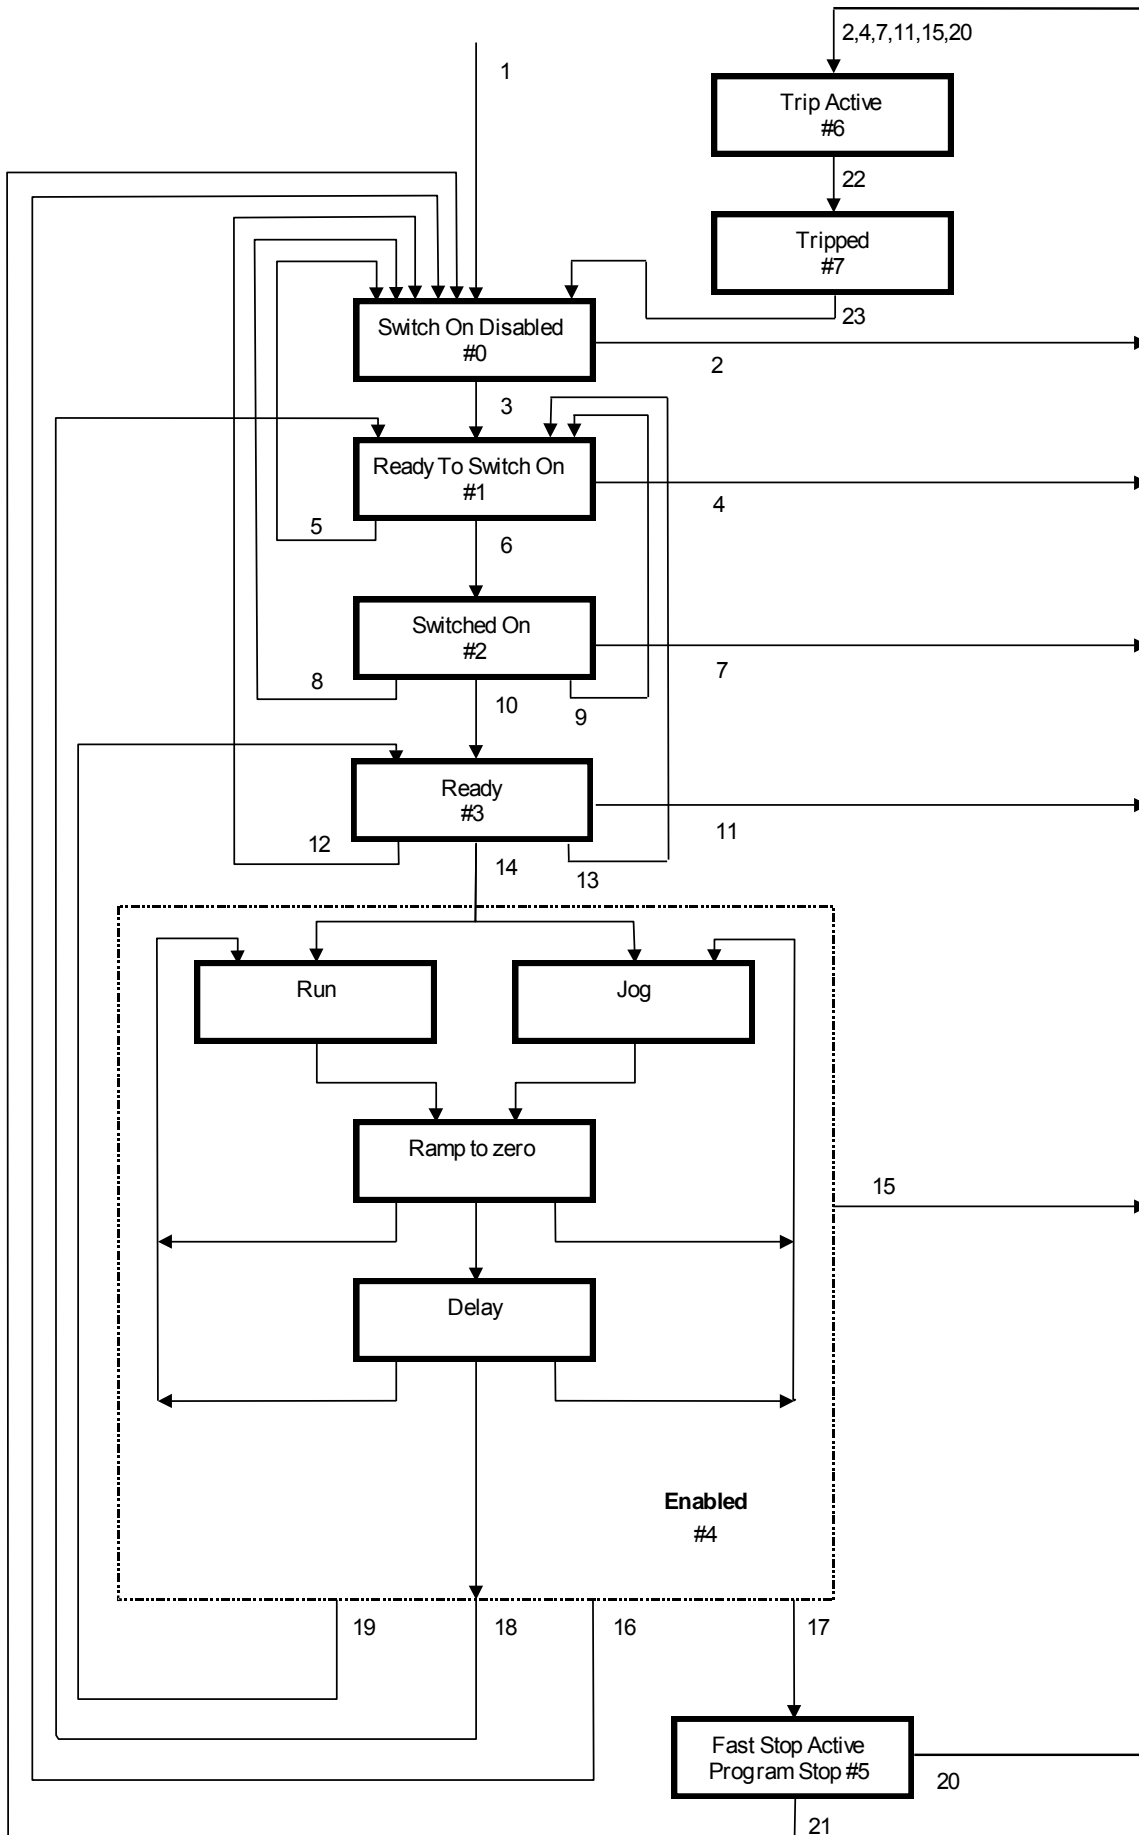 2,4,7,11,15,20
1
Trip Active
#6
22
Tripped
#7
23
Switch On Disabled
#0
2
3
Ready To Switch On
#1
4
5
6
Switched On
#2
7
8
10
9
Ready
#3
11
12
14
13
Run
Jog
Ramp to zero
15
Delay
Enabled
#4
19
18
16
17
Fast Stop Active
Program Stop #5
20
21